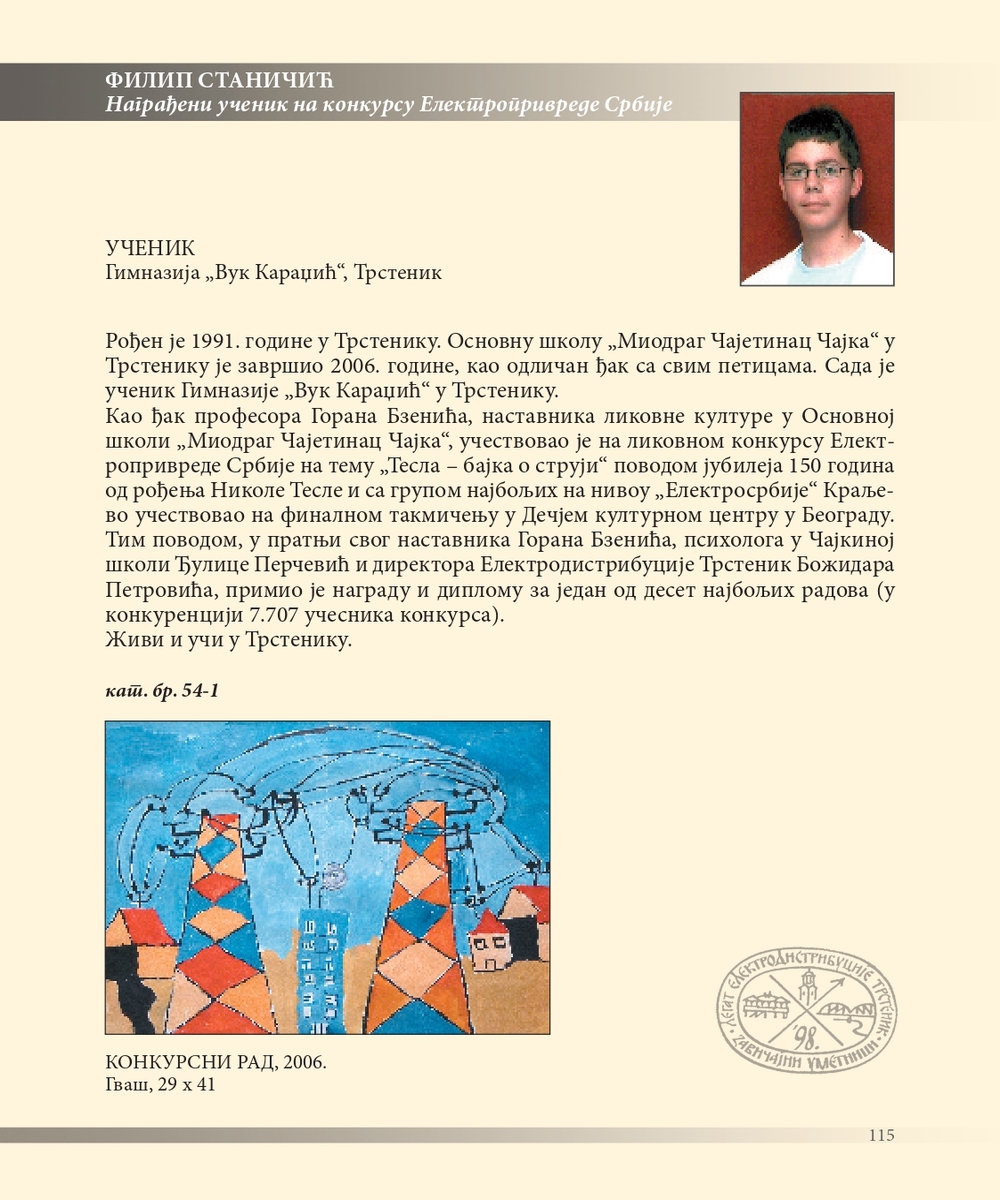 ФИЛИП СТАНИЧИЋ
Награђени ученик на конкурсу Електропривреде Србије
УЧЕНИК
Гимназија „Вук Караџић“, Трстеник
Рођен је 1991. године у Трстенику. Основну школу „Миодраг Чајетинац Чајка“ у
Трстенику је завршио 2006. године, као одличан ђак са свим петицама. Сада је
ученик Гимназије „Вук Караџић“ у Трстенику.
Као ђак професора Горана Бзенића, наставника ликовне културе у Основној
школи „Миодраг Чајетинац Чајка“, учествовао је на ликовном конкурсу Елект-
ропривреде Србије на тему „Тесла – бајка о струји“ поводом јубилеја 150 година
од рођења Николе Тесле и са групом најбољих на нивоу „Електросрбије“ Краље-
во учествовао на финалном такмичењу у Дечјем културном центру у Београду.
Тим поводом, у пратњи свог наставника Горана Бзенића, психолога у Чајкиној
школи Ђулице Перчевић и директора Електродистрибуције Трстеник Божидара
Петровића, примио је награду и диплому за један од десет најбољих радова (у
конкуренцији 7.707 учесника конкурса).
Живи и учи у Трстенику.
кат. бр. 54-1
ЛЕГАТ ЕЛЕКТРОДИСТРИБУЦИЈЕ ТРСТЕНИК
'98.
ЗАВИЧАЈНИ УМЕТНИЦИ
КОНКУРСНИ РАД, 2006.
Гваш, 29 x 41
115